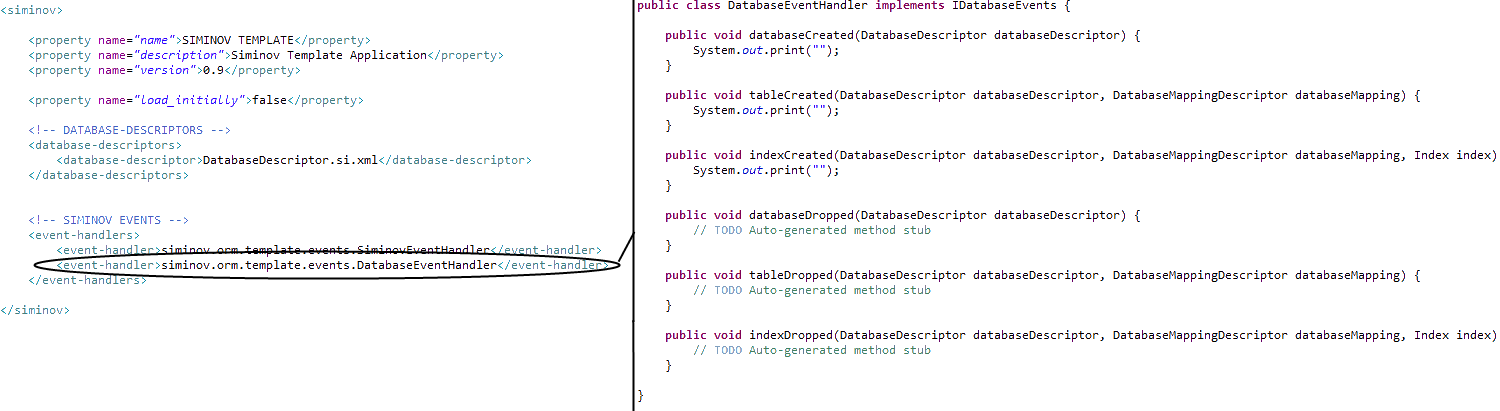 <siminov>
<property name="name">SIMINOV TEMPLATE</property>
<property name="description">Siminov Template Application</property>
<property name="version">0.9</property>
<property name="load_initially">false</property>
<!-- DATABASE-DESCRIPTORS -->
<database-descriptors>
<database-descriptor>DatabaseDescriptor.si.xml</database-descriptor>
</database-descriptors>
<!-- SIMINOV EVENTS -->
<event-handlers>
<event-handler>siminov.orm.template.events.SiminovEventHandler</event-handler>
<event-handler>siminov.orm.template.events.DatabaseEventHandler</event-handler>
</event-handlers>
</siminov>
public class DatabaseEventHandler implements IDatabaseEvents {
public void databaseCreated(DatabaseDescriptor databaseDescriptor) {
System.out.print("");
}
public void tableCreated(DatabaseDescriptor databaseDescriptor, DatabaseMappingDescriptor databaseMapping) {
System.out.print("");
}
public void indexCreated(DatabaseDescriptor databaseDescriptor, DatabaseMappingDescriptor databaseMapping, Index index)
System.out.print("");
}
public void databaseDropped(DatabaseDescriptor databaseDescriptor) {
// TODO Auto-generated method stub
}
public void tableDropped(DatabaseDescriptor databaseDescriptor, DatabaseMappingDescriptor databaseMapping) {
// TODO Auto-generated method stub
}
public void indexDropped(DatabaseDescriptor databaseDescriptor, DatabaseMappingDescriptor databaseMapping, Index index)
// TODO Auto-generated method stub
}
}